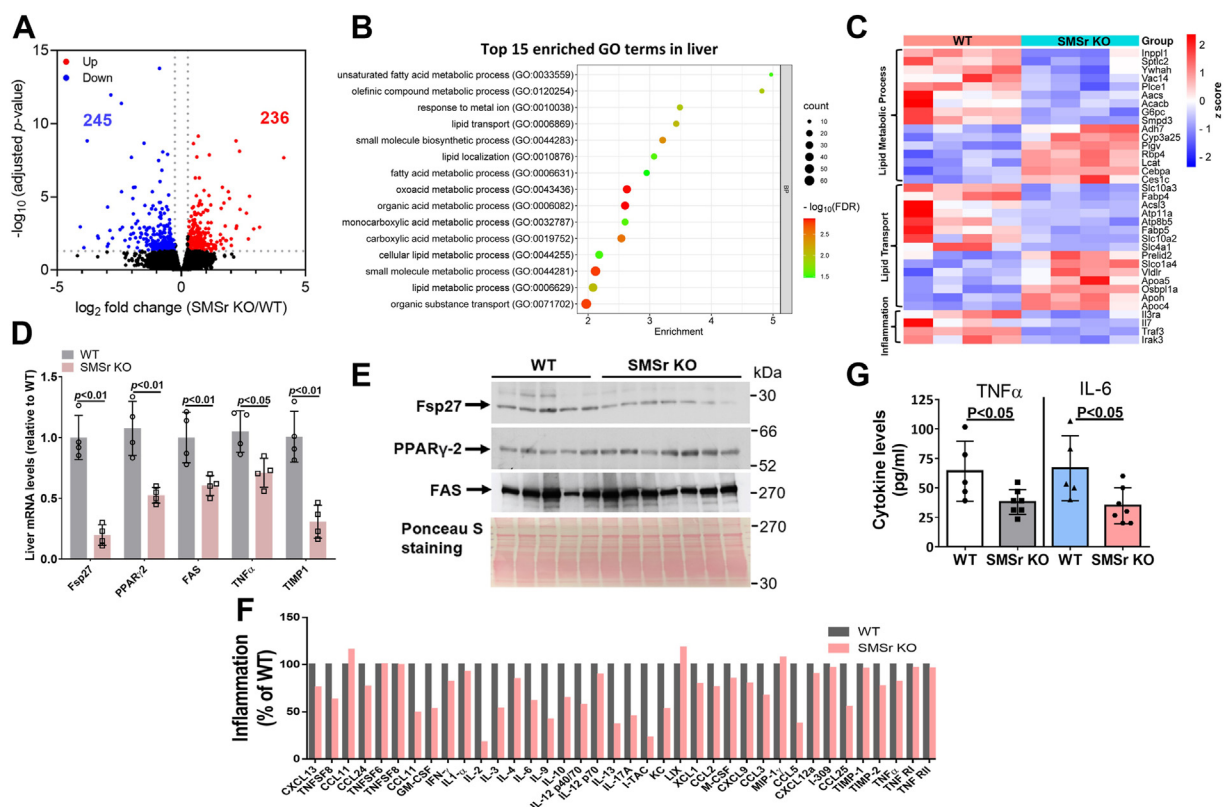 A
15
10
5
0
-5
0
5
-log10 (adjusted p-value)
Up
Down
245
236
log2 fold change (SMSr KO/WT)
B
Top 15 enriched GO terms in liver
unsaturated fatty acid metabolic process (GO:0033559)
olefinic compound metabolic process (GO:0120254)
response to metal ion (GO:0010038)
lipid transport (GO:0006869)
small molecule biosynthetic process (GO:0044283)
lipid localization (GO:0010876)
fatty acid metabolic process (GO:0006631)
oxoacid metabolic process (GO:0043436)
organic acid metabolic process (GO:0006082)
monocarboxylic acid metabolic process (GO:0032787)
carboxylic acid metabolic process (GO:0019752)
cellular lipid metabolic process (GO:0044255)
small molecule metabolic process (GO:0044281)
lipid metabolic process (GO:0006629)
organic substance transport (GO:0071702)
2 3 4 5
Enrichment
BP
count
10
20
30
40
50
60
- log10(FDR)
2.5
2.0
1.5
C
WT SMSr KO Group
Lipid Metabolic Process
Inppl1
Sptlc2
Ywhah
Vac14
Plce1
Aacs
Acacb
G6pc
Smpd3
Adh7
Cyp3a25
Pigv
Rbp4
Lcat
Cebpa
Ces1c
Lipid Transport
Slc10a3
Fabp4
Acsl3
Atp11a
Atp8b5
Fabp5
Slc10a2
Slc4a1
Prelid2
Slco1a4
Vldlr
Apoa5
Osbpl1a
Apoh
Apoc4
Inflammation
Il3ra
Il7
Traf3
Irak3
2
1
0
-1
-2
z score
D
WT
SMSr KO
Liver mRNA levels (relative to WT)
1.5
1.0
0.5
0.0
p<0.01
p<0.01
p<0.01
p<0.05
p<0.01
Fsp27
PPARγ2
FAS
TNFα
TIMP1
E
WT SMSr KO kDa
Fsp27
30
66
PPARγ-2
52
FAS
270
Ponceau S
staining
270
30
G
TNFα IL-6
P<0.05 P<0.05
Cytokine levels
(pg/ml)
125
100
75
50
25
0
WT
SMSr KO
WT
SMSr KO
F
Inflammation
(% of WT)
150
100
50
0
WT
SMSr KO
CXCL13
TNFSF8
CCL11
CCL24
TNFSF6
TNFSF8
CCL11
GM-CSF
IFN-γ
IL1-α
IL-2
IL-3
IL-4
IL-6
IL-9
IL-10
IL-12 p40/70
IL-12 p70
IL-13
IL-17A
I-TAC
KC
LIX
XCL1
CCL2
M-CSF
CXCL9
CCL3
CCL5
CXCL12a
I-309
CCL25
TIMP-1
TIMP-2
TNFα
TNF RI
TNF RII